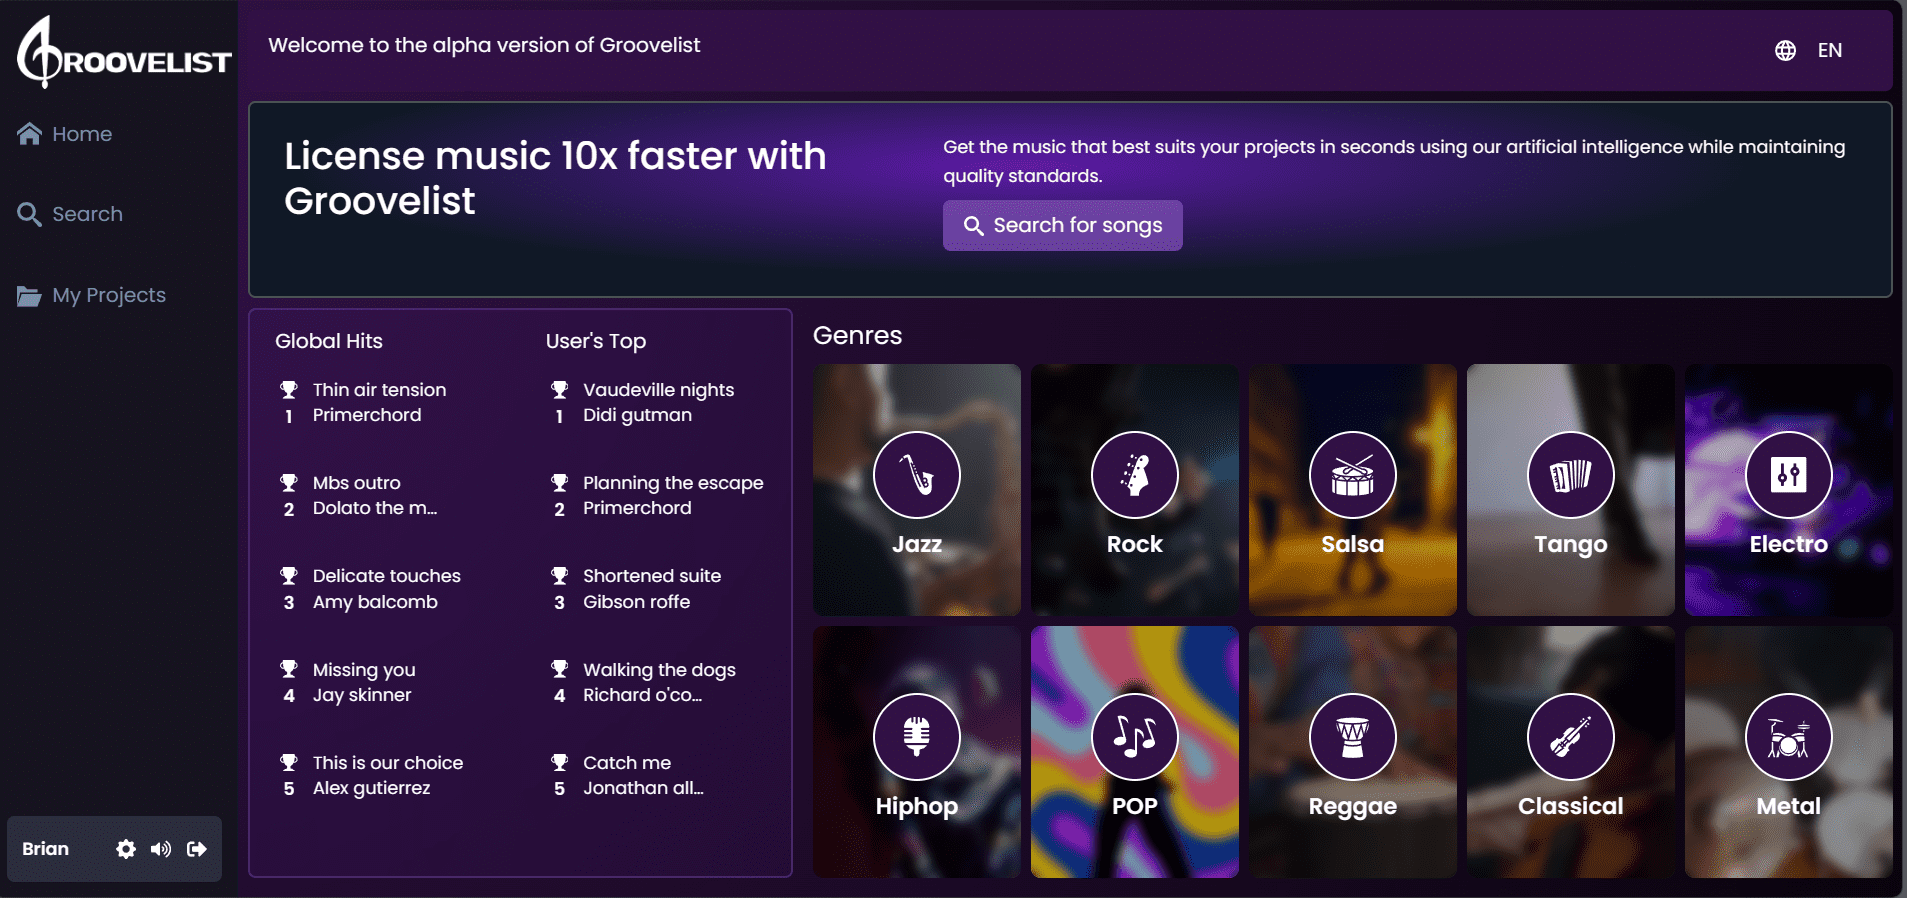 GROOVELIST
Home
Search
My Projects
Brian
Welcome to the alpha version of Groovelist
EN
License music 10x faster with
Groovelist
Get the music that best suits your projects in seconds using our artificial intelligence while maintaining
quality standards.
Search for songs
Global Hits
1
Thin air tension
Primerchord
2
Mbs outro
Dolato the m...
3
Delicate touches
Amy balcomb
4
Missing you
Jay skinner
5
This is our choice
Alex gutierrez
User's Top
1
Vaudeville nights
Didi gutman
2
Planning the escape
Primerchord
3
Shortened suite
Gibson roffe
4
Walking the dogs
Richard o'co...
5
Catch me
Jonathan all...
Genres
Jazz
Rock
Salsa
Tango
Electro
Hiphop
POP
Reggae
Classical
Metal